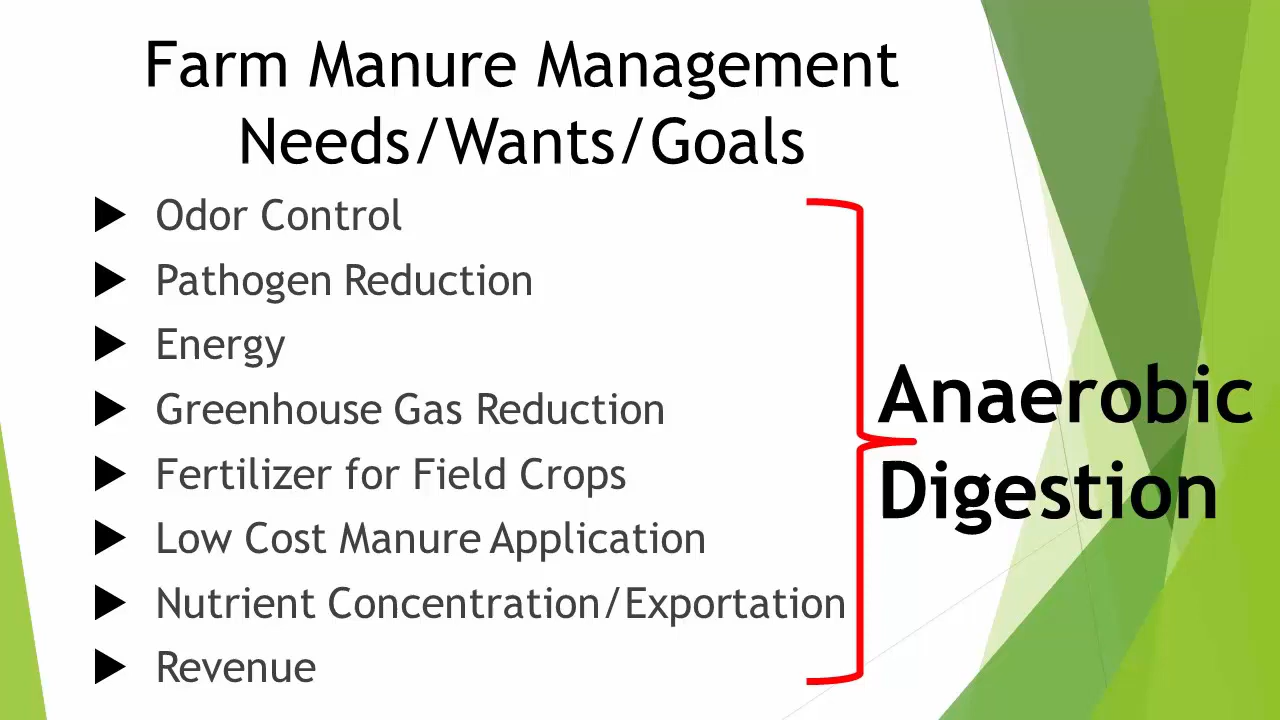 Farm Manure Management
Needs/Wants/Goals
Odor Control
Pathogen Reduction
Energy
Greenhouse Gas Reduction
Fertilizer for Field Crops
Low Cost Manure Application
Nutrient Concentration/Exportation
Revenue
Anaerobic
Digestion